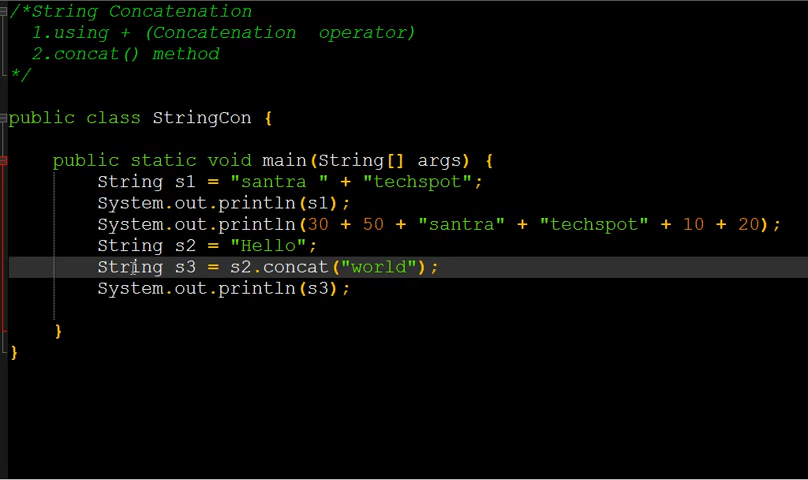 /*String Concatenation
  1.using + (Concatenation  operator)
  2.concat() method
*/
public class StringCon {
    public static void main(String[] args) {
        String s1 = "santra " + "techspot";
        System.out.println(s1);
        System.out.println(30 + 50 + "santra" + "techspot" + 10 + 20);
        String s2 = "Hello";
        String s3 = s2.concat("world");
        System.out.println(s3);
    }
}